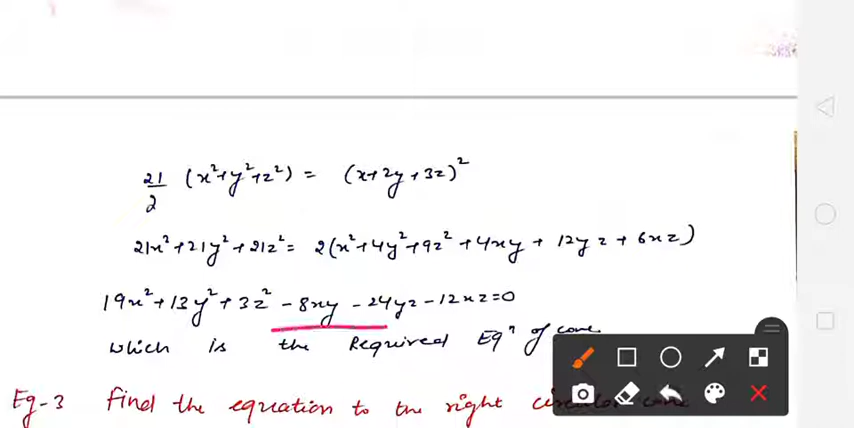 21/2 (x²+y²+z²) = (x+2y+3z)²
21x²+21y²+21z² = 2(x²+4y²+9z²+4xy+12yz+6xz)
19x²+13y²+3z²-8xy-24yz-12xz=0
which is the Required Eqⁿ of cone
Eg-3 Find the equation to the right circular cone